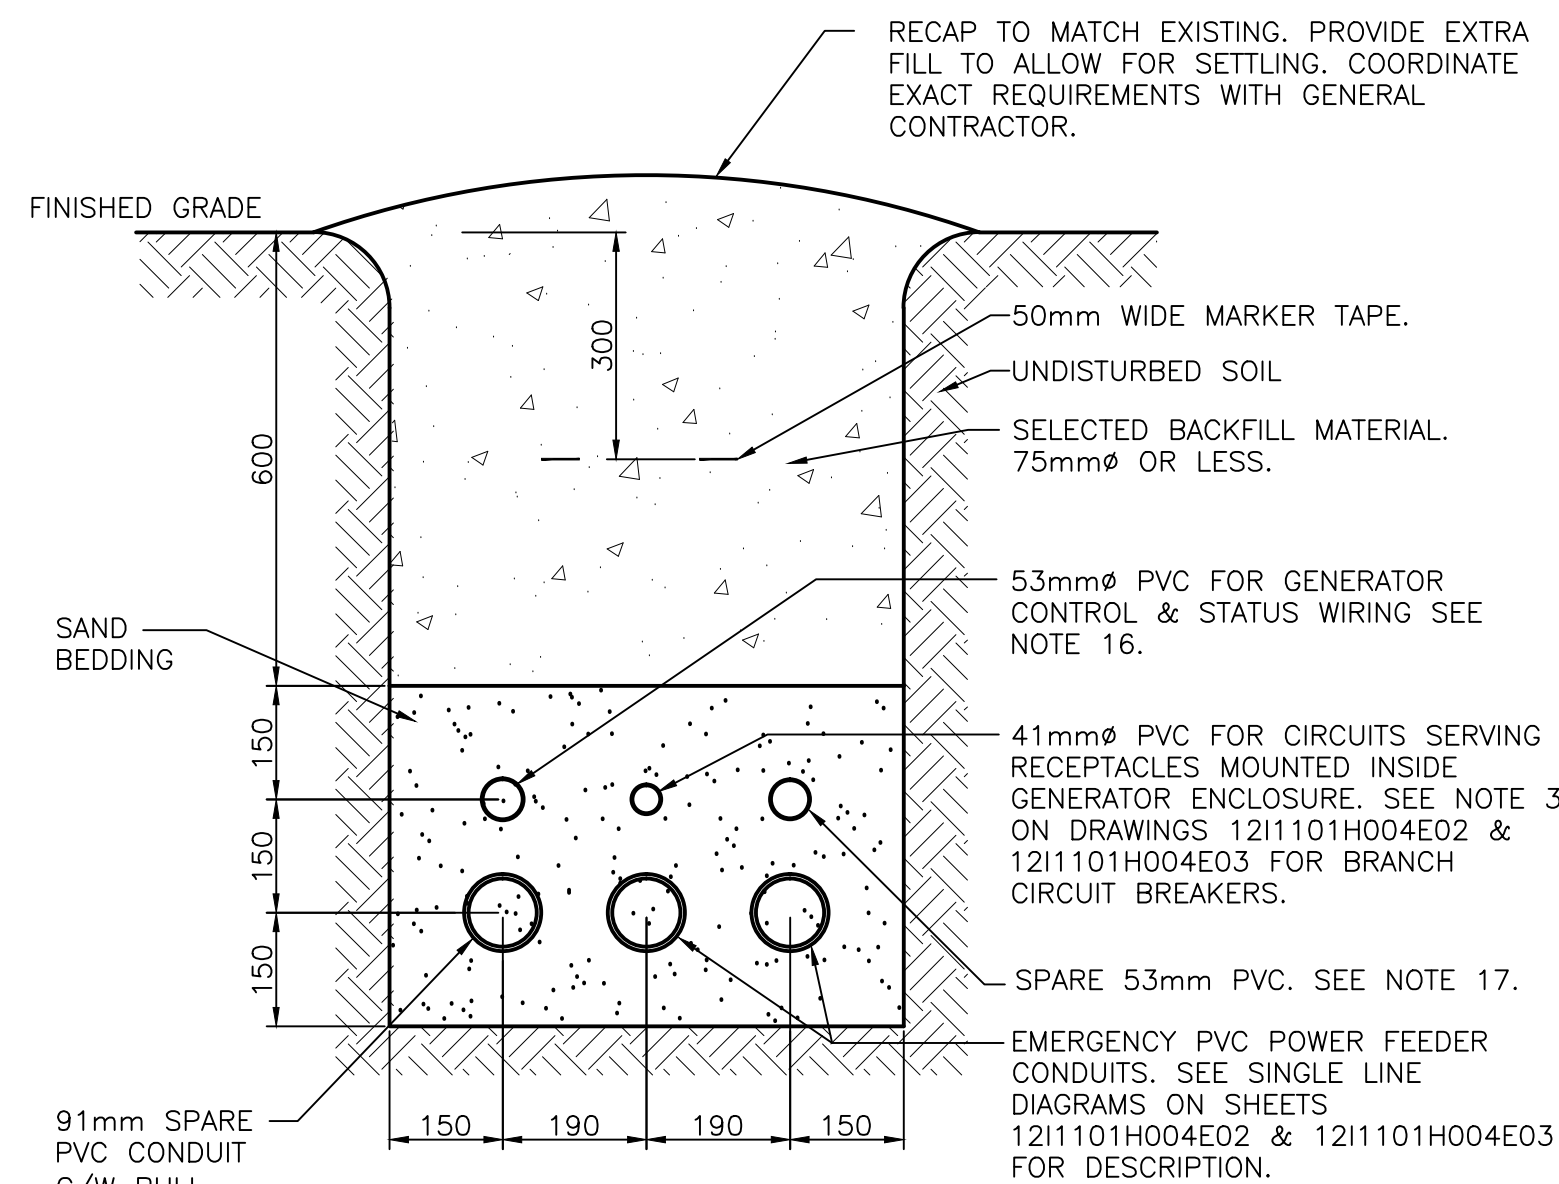 RECAP TO MATCH EXISTING. PROVIDE EXTRA
FILL TO ALLOW FOR SETTLING. COORDINATE
EXACT REQUIREMENTS WITH GENERAL
CONTRACTOR.
FINISHED GRADE
300
50mm WIDE MARKER TAPE.
UNDISTURBED SOIL
SELECTED BACKFILL MATERIAL.
75mmø OR LESS.
600
53mmø PVC FOR GENERATOR
CONTROL & STATUS WIRING SEE
NOTE 16.
SAND
BEDDING
150
150
150
41mmø PVC FOR CIRCUITS SERVING
RECEPTACLES MOUNTED INSIDE
GENERATOR ENCLOSURE. SEE NOTE 3
ON DRAWINGS 12I1101H004E02 &
12I1101H004E03 FOR BRANCH
CIRCUIT BREAKERS.
SPARE 53mm PVC. SEE NOTE 17.
EMERGENCY PVC POWER FEEDER
CONDUITS. SEE SINGLE LINE
DIAGRAMS ON SHEETS
12I1101H004E02 & 12I1101H004E03
FOR DESCRIPTION.
150 190 190 150
91mm SPARE
PVC CONDUIT